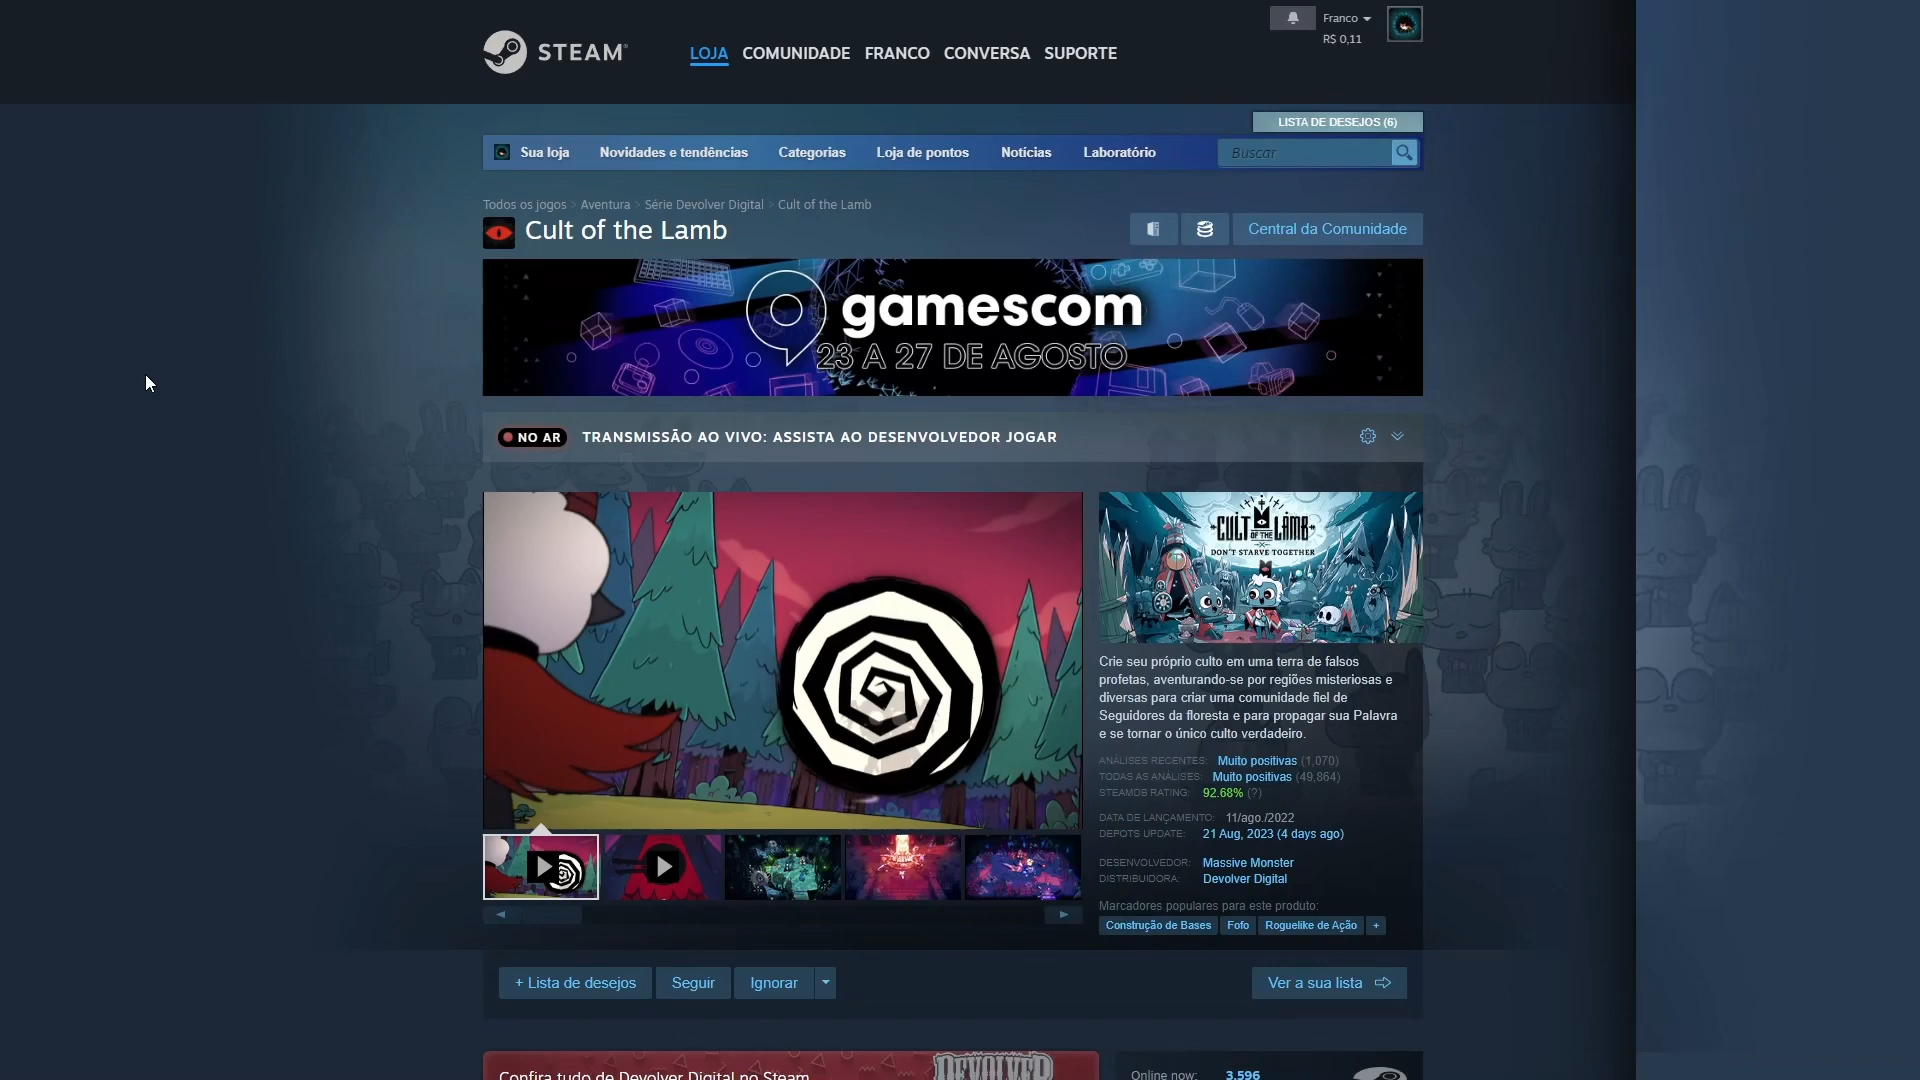 Franco
R$ 0,11
STEAM
LOJA COMUNIDADE FRANCO CONVERSA SUPORTE
LISTA DE DESEJOS (6)
Sua loja Novidades e tendências Categorias Loja de pontos Notícias Laboratório Buscar
Todos os jogos > Aventura > Série Devolver Digital > Cult of the Lamb
Cult of the Lamb
Central da Comunidade
gamescom
23 A 27 DE AGOSTO
NO AR TRANSMISSÃO AO VIVO: ASSISTA AO DESENVOLVEDOR JOGAR
CULT OF THE LAMB
DON'T STARVE TOGETHER
Crie seu próprio culto em uma terra de falsos
profetas, aventurando-se por regiões misteriosas e
diversas para criar uma comunidade fiel de
Seguidores da floresta e para propagar sua Palavra
e se tornar o único culto verdadeiro.
ANÁLISES RECENTES: Muito positivas (1,070)
TODAS AS ANÁLISES: Muito positivas (49,864)
STEAMDB RATING: 92.68% (?)
DATA DE LANÇAMENTO: 11/ago./2022
DEPOTS UPDATE: 21 Aug, 2023 (4 days ago)
DESENVOLVEDOR: Massive Monster
DISTRIBUIDORA: Devolver Digital
Marcadores populares para este produto:
Construção de Bases Fofo Roguelike de Ação +
+ Lista de desejos Seguir Ignorar Ver a sua lista
Confira tudo de Devolver Digital no Steam
DEVOLVER
Online now: 3,596